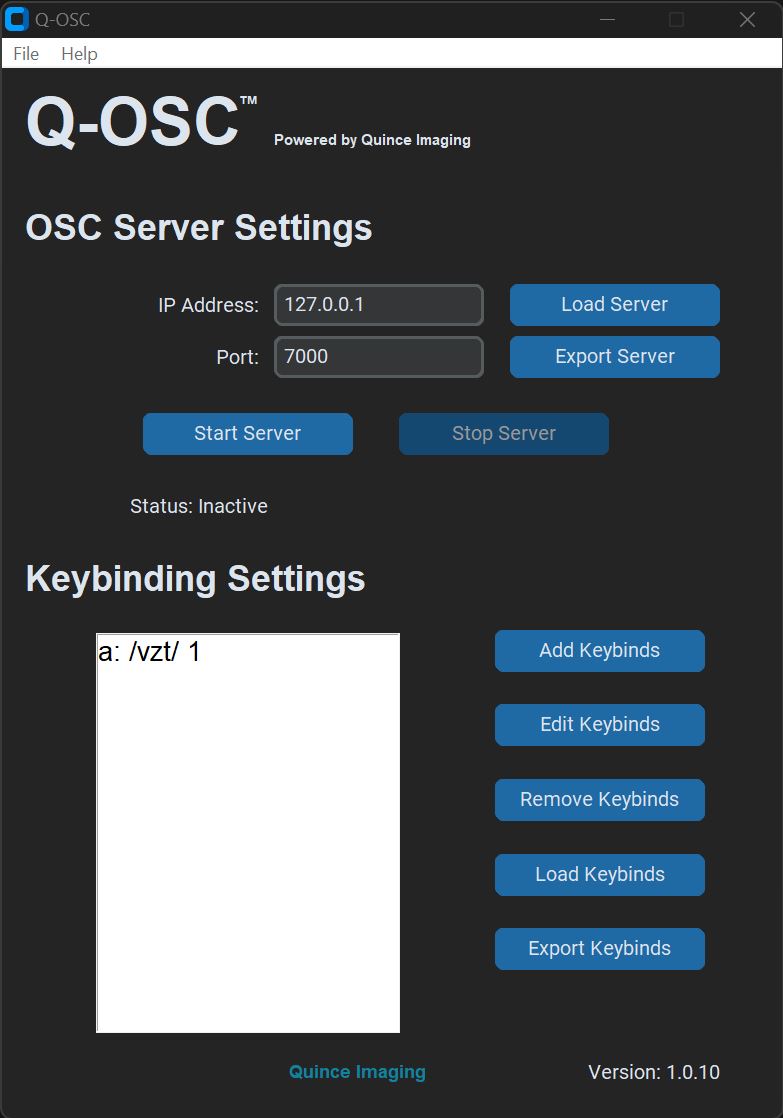 Q-OSC
File Help
Q-OSC™
Powered by Quince Imaging
OSC Server Settings
IP Address: 127.0.0.1 Load Server
Port: 7000 Export Server
Start Server Stop Server
Status: Inactive
Keybinding Settings
a: /vzt/ 1
Add Keybinds
Edit Keybinds
Remove Keybinds
Load Keybinds
Export Keybinds
Quince Imaging Version: 1.0.10